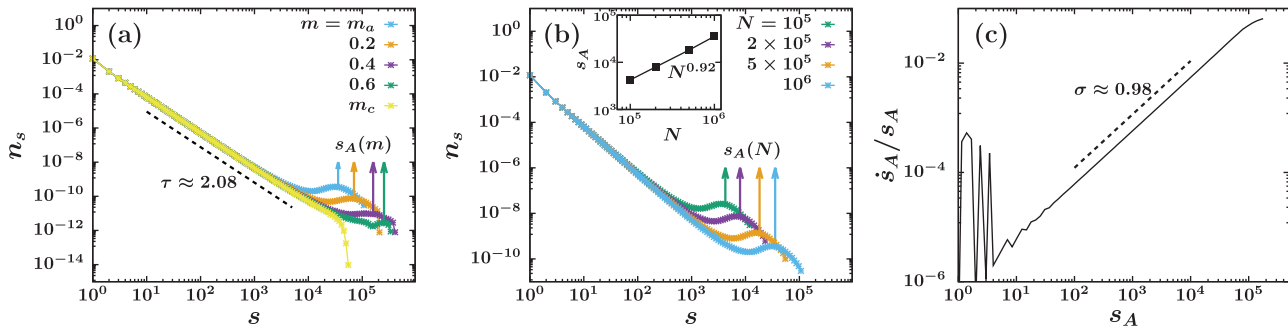 (a)
m = m_a
0.2
0.4
0.6
m_c
s_A(m)
τ ≈ 2.08
n_s
10^0
10^−2
10^−4
10^−6
10^−8
10^−10
10^−12
10^−14
10^0 10^1 10^2 10^3 10^4 10^5
s
(b)
N = 10^5
2 × 10^5
5 × 10^5
10^6
s_A
10^5
10^4
10^3
N^0.92
10^5 10^6
N
s_A(N)
n_s
10^0
10^−2
10^−4
10^−6
10^−8
10^−10
10^0 10^1 10^2 10^3 10^4 10^5
s
(c)
σ ≈ 0.98
ṡ_A/s_A
10^−2
10^−4
10^−6
10^0 10^1 10^2 10^3 10^4 10^5
s_A